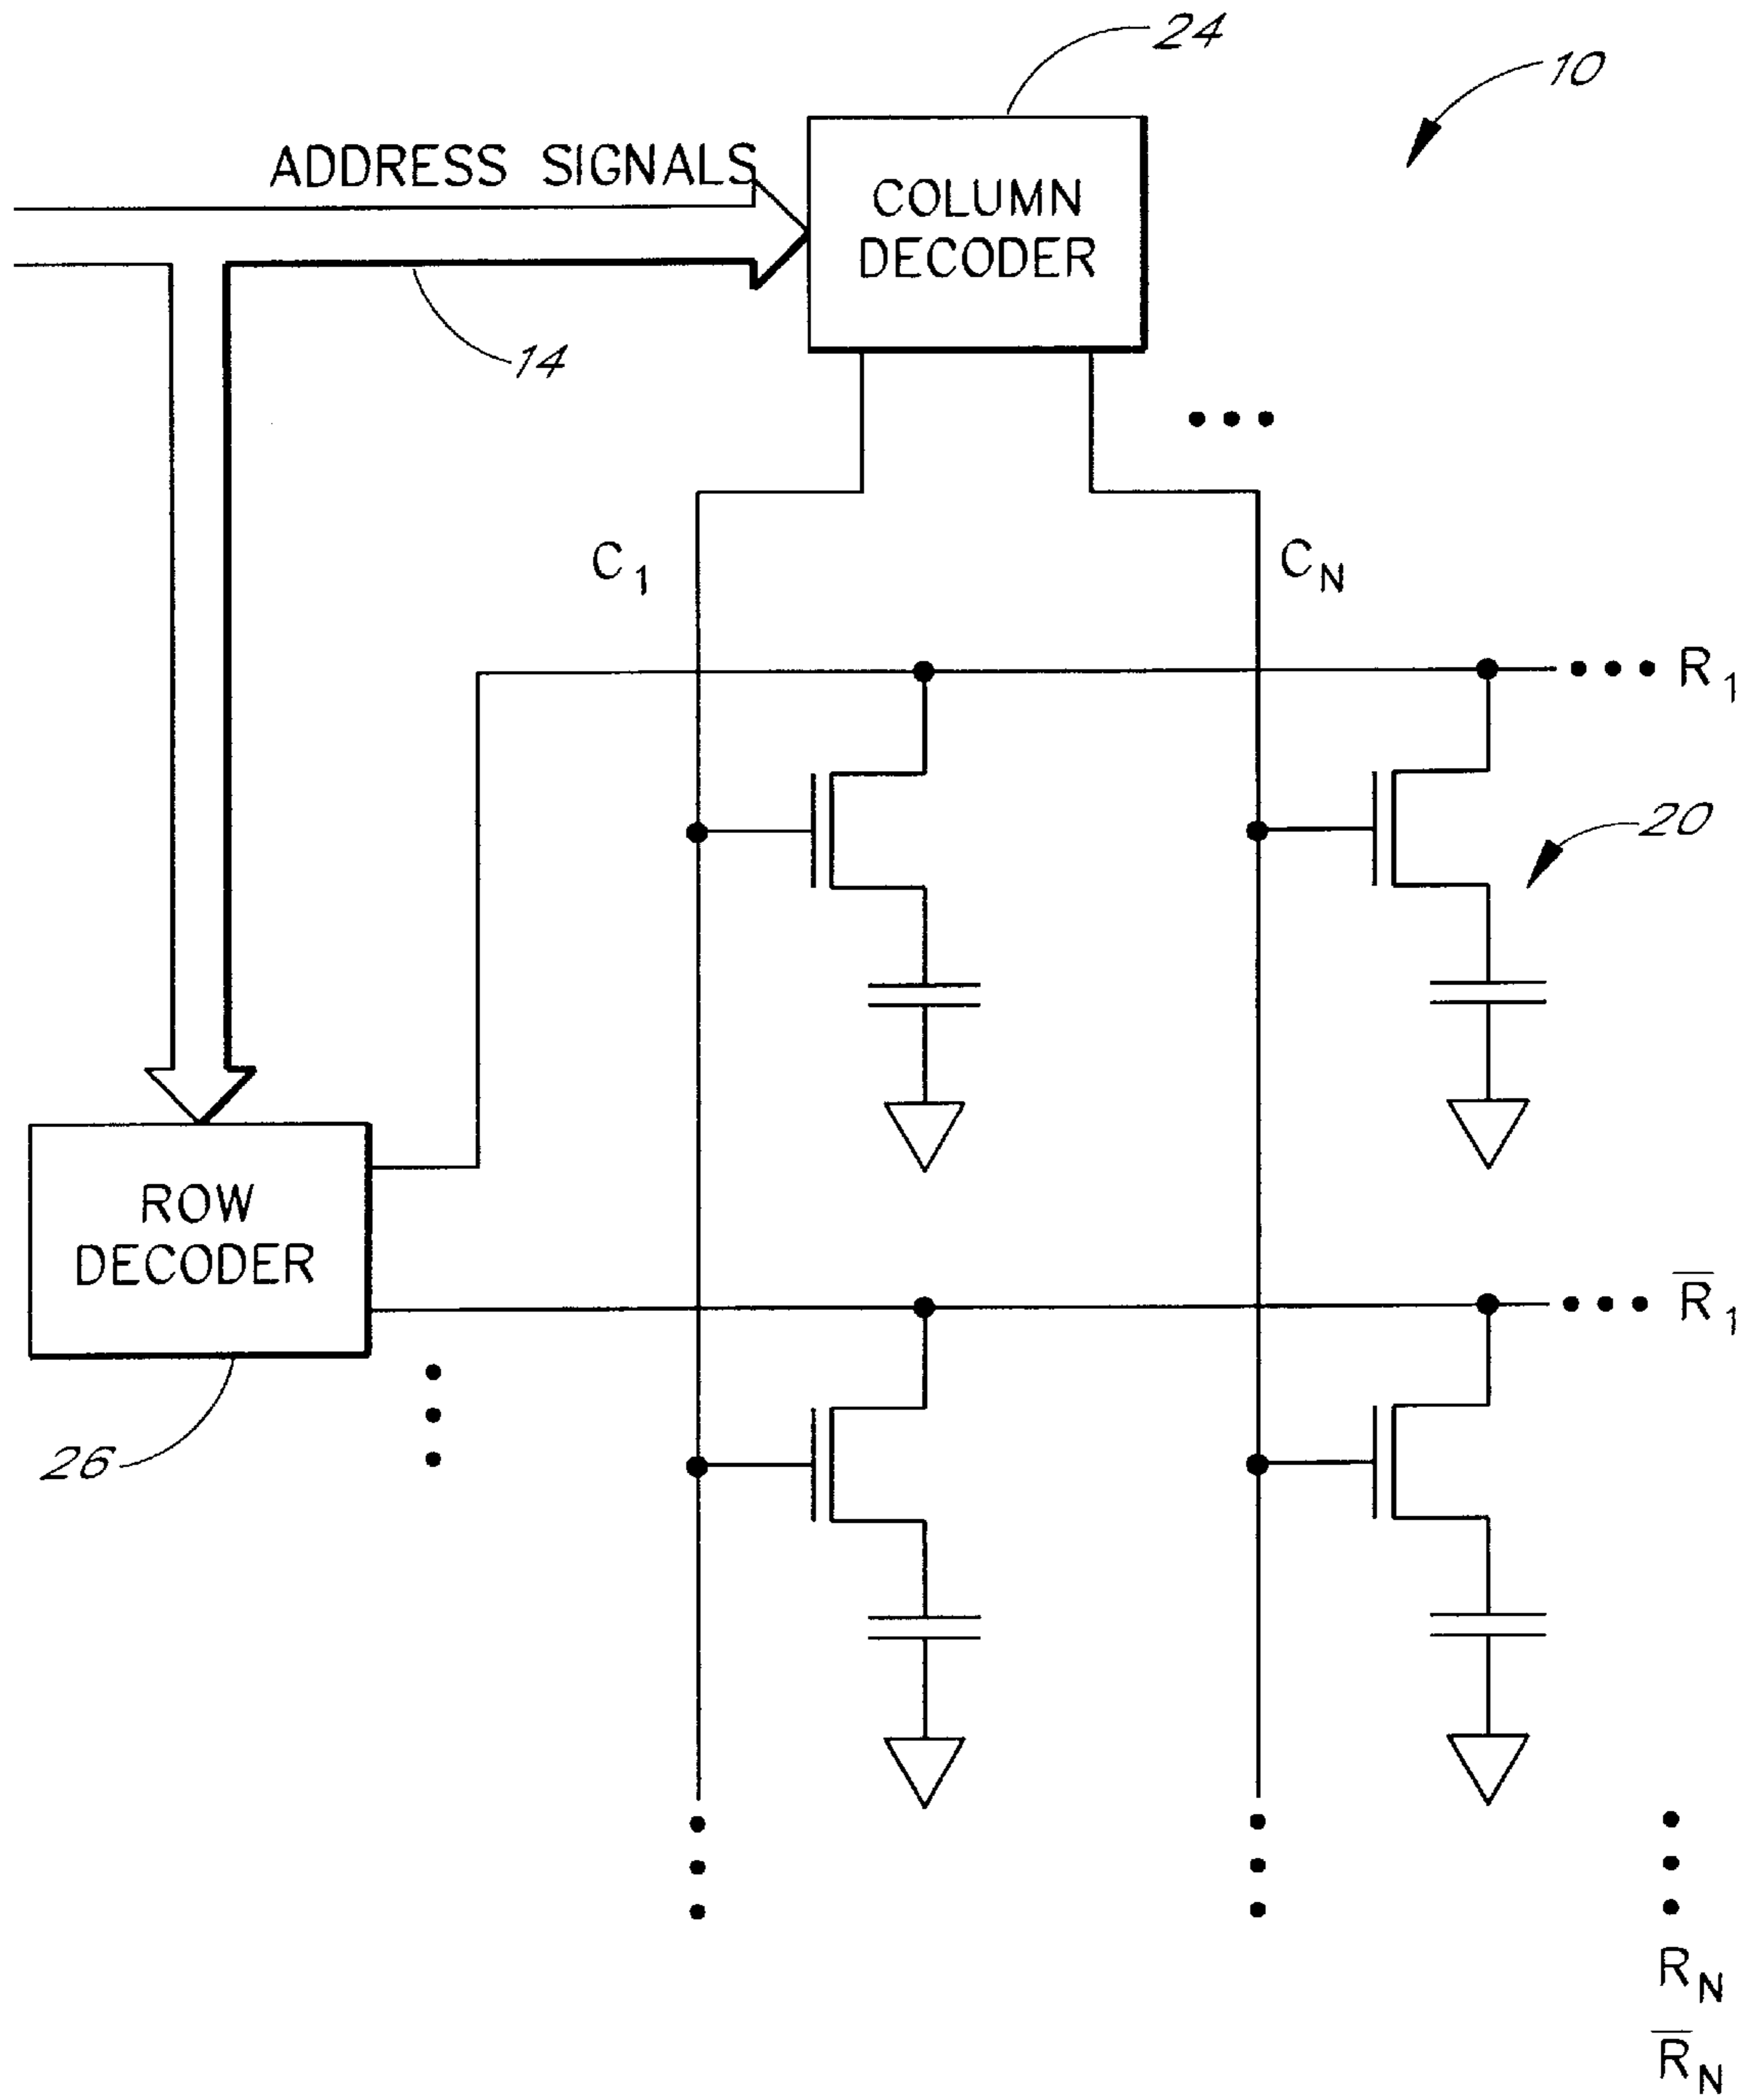 24
10
ADDRESS SIGNALS
COLUMN
DECODER
14
C1
CN
R1
20
ROW
DECODER
R̅1
26
RN
R̅N